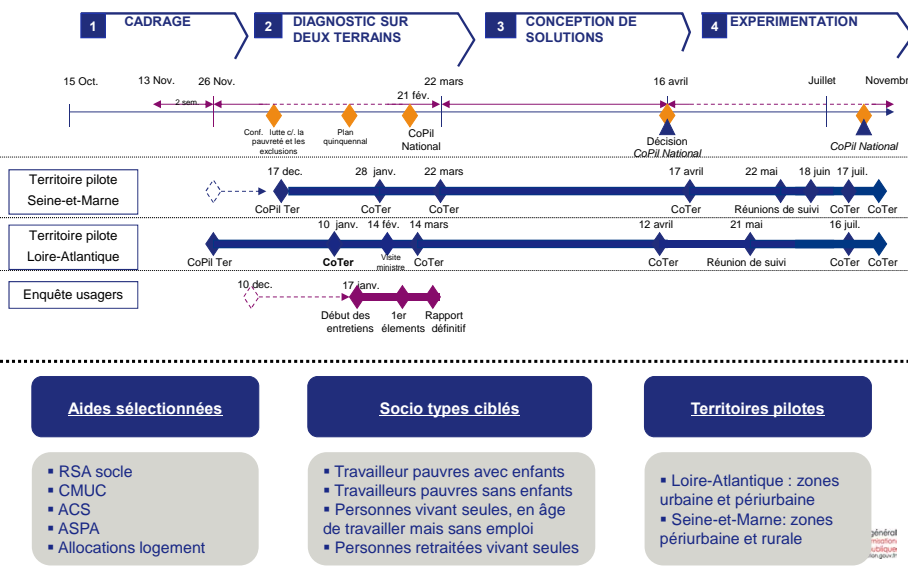 1 CADRAGE
2 DIAGNOSTIC SUR
DEUX TERRAINS
3 CONCEPTION DE
SOLUTIONS
4 EXPERIMENTATION
15 Oct.
13 Nov.
26 Nov.
22 mars
16 avril
Juillet
Novembr
2 sem.
21 fév.
Conf. lutte c/. la
pauvreté et les
exclusions
Plan
quinquennal
CoPil
National
Décision
CoPil National
CoPil National
Territoire pilote
Seine-et-Marne
17 dec.
28 janv.
22 mars
17 avril
22 mai
18 juin
17 juil.
CoPil Ter
CoTer
CoTer
CoTer
Réunions de suivi
CoTer
CoTer
Territoire pilote
Loire-Atlantique
10 janv.
14 fév.
14 mars
12 avril
21 mai
16 juil.
CoPil Ter
CoTer
Visite
ministre
CoTer
CoTer
Réunion de suivi
CoTer
CoTer
Enquête usagers
10 dec.
17 janv.
Début des
entretiens
1er
élements
Rapport
définitif
Aides sélectionnées
▪ RSA socle
▪ CMUC
▪ ACS
▪ ASPA
▪ Allocations logement
Socio types ciblés
▪ Travailleur pauvres avec enfants
▪ Travailleurs pauvres sans enfants
▪ Personnes vivant seules, en âge
de travailler mais sans emploi
▪ Personnes retraitées vivant seules
Territoires pilotes
▪ Loire-Atlantique : zones
urbaine et périurbaine
▪ Seine-et-Marne: zones
périurbaine et rurale